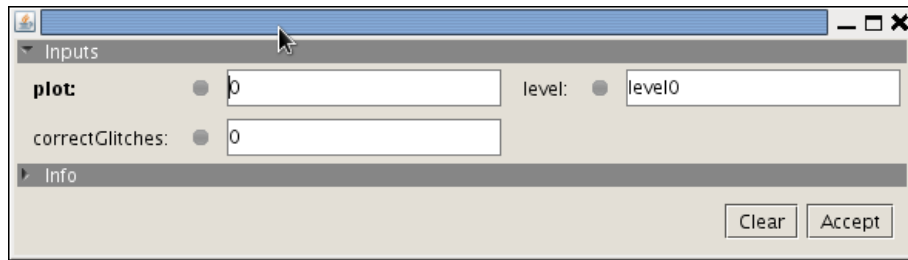 Inputs
plot: 0 level: level0
correctGlitches: 0
Info
Clear Accept